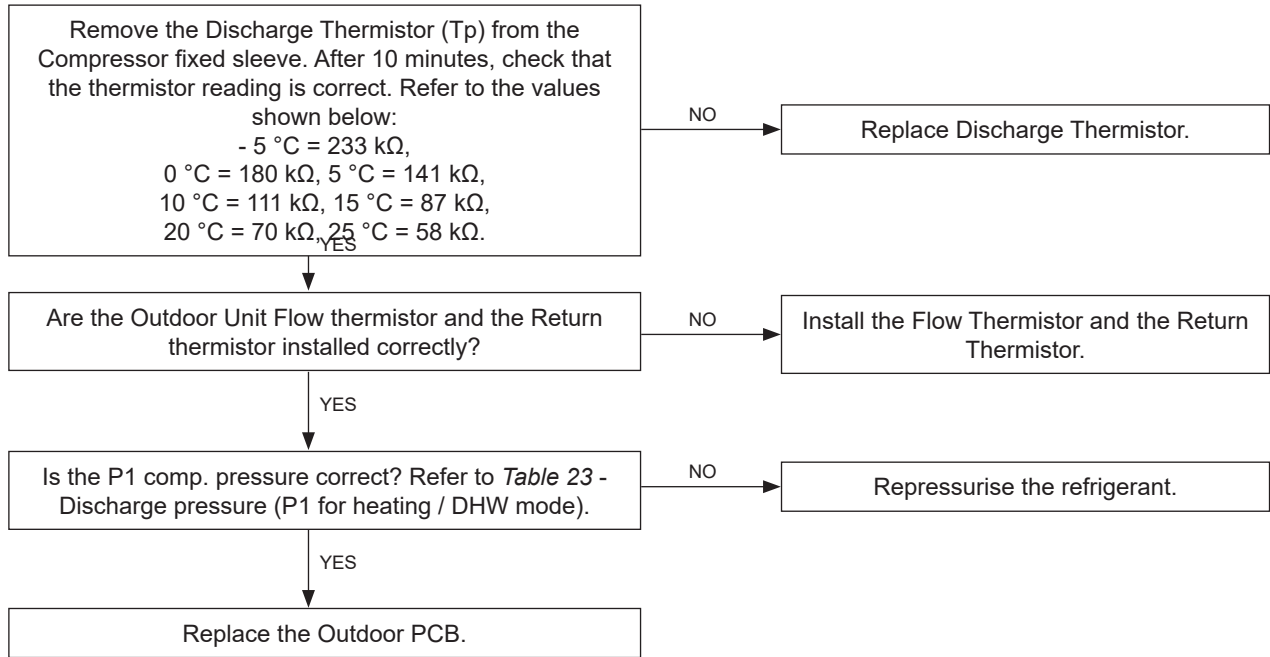 Remove the Discharge Thermistor (Tp) from the
Compressor fixed sleeve. After 10 minutes, check that
the thermistor reading is correct. Refer to the values
shown below:
- 5 °C = 233 kΩ,
0 °C = 180 kΩ, 5 °C = 141 kΩ,
10 °C = 111 kΩ, 15 °C = 87 kΩ,
20 °C = 70 kΩ, 25 °C = 58 kΩ.
NO
Replace Discharge Thermistor.
YES
Are the Outdoor Unit Flow thermistor and the Return
thermistor installed correctly?
NO
Install the Flow Thermistor and the Return
Thermistor.
YES
Is the P1 comp. pressure correct? Refer to Table 23 -
Discharge pressure (P1 for heating / DHW mode).
NO
Repressurise the refrigerant.
YES
Replace the Outdoor PCB.